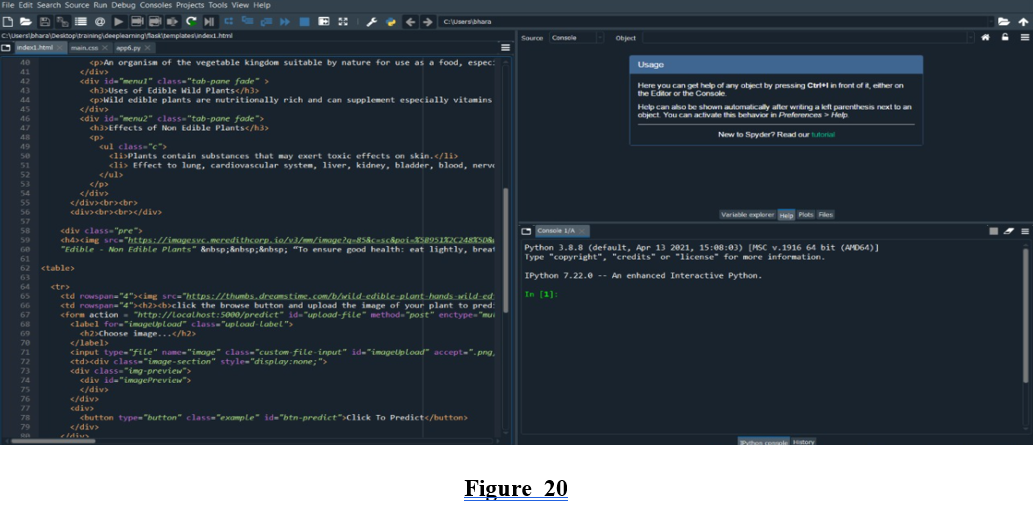 File Edit Search Source Run Debug Consoles Projects Tools View Help
C:\Users\bhara
C:\Users\bhara\Desktop\training\deeplearning\flask\templates\index1.html
index1.html main.css app6.py
40 <p>An organism of the vegetable kingdom suitable by nature for use as a food, espec:
41 </div>
42 <div id="menu1" class="tab-pane fade" >
43 <h3>Uses of Edible Wild Plants</h3>
44 <p>Wild edible plants are nutritionally rich and can supplement especially vitamins
45 </div>
46 <div id="menu2" class="tab-pane fade">
47 <h3>Effects of Non Edible Plants</h3>
48 <p>
49 <ul class="c">
50 <li>Plants contain substances that may exert toxic effects on skin.</li>
51 <li> Effect to lung, cardiovascular system, liver, kidney, bladder, blood, nerv
52 </ul>
53 </p>
54 </div>
55 </div><br><br>
56 <div><br><br></div>
57
58 <div class="pre">
59 <h4><img src="https://imagesvc.meredithcorp.io/v3/mm/image?q=85&c=sc&poi=
60 "Edible - Non Edible Plants" &nbsp;&nbsp;&nbsp; "To ensure good health: eat lightly, breat
61
62 <table>
63
64 <tr>
65 <td rowspan="4"><img src="https://thumbs.dreamstime.com/b/wild-edible-plant-hands-wild-ed
66 <td rowspan="4"><h2><b>click the browse button and upload the image of your plant to predi
67 <form action = "http://localhost:5000/predict" id="upload-file" method="post" enctype="mu
68 <label for="imageUpload" class="upload-label">
69 <h2>Choose image...</h2>
70 </label>
71 <input type="file" name="image" class="custom-file-input" id="imageUpload" accept=".png,
72 <td><div class="image-section" style="display:none;">
73 <div class="img-preview">
74 <div id="imagePreview">
75 </div>
76 </div>
77 <div>
78 <button type="button" class="example" id="btn-predict">Click To Predict</button>
79 </div>
80 </div>
Source Console Object
Usage
Here you can get help of any object by pressing Ctrl+I in front of it, either on
the Editor or the Console.
Help can also be shown automatically after writing a left parenthesis next to an
object. You can activate this behavior in Preferences > Help.
New to Spyder? Read our tutorial
Variable explorer Help Plots Files
Console 1/A
Python 3.8.8 (default, Apr 13 2021, 15:08:03) [MSC v.1916 64 bit (AMD64)]
Type "copyright", "credits" or "license" for more information.
IPython 7.22.0 -- An enhanced Interactive Python.
In [1]:
IPython console History
Figure 20